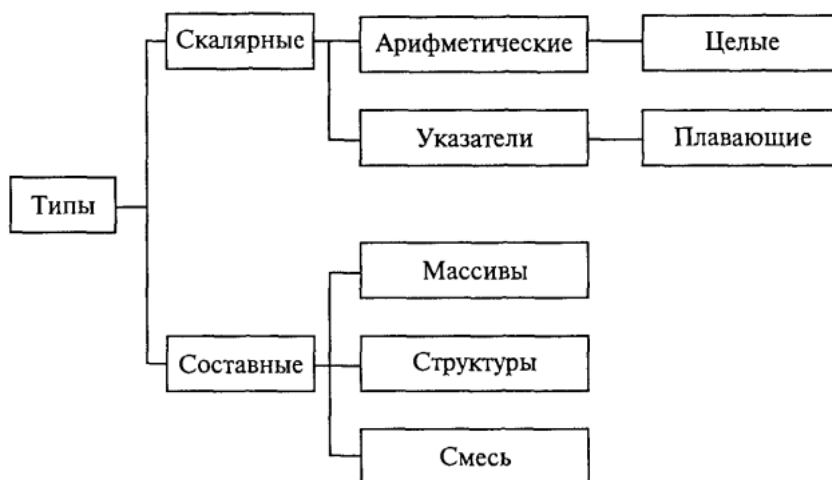 Скалярные
Арифметические
Целые
Указатели
Плавающие
Типы
Массивы
Составные
Структуры
Смесь